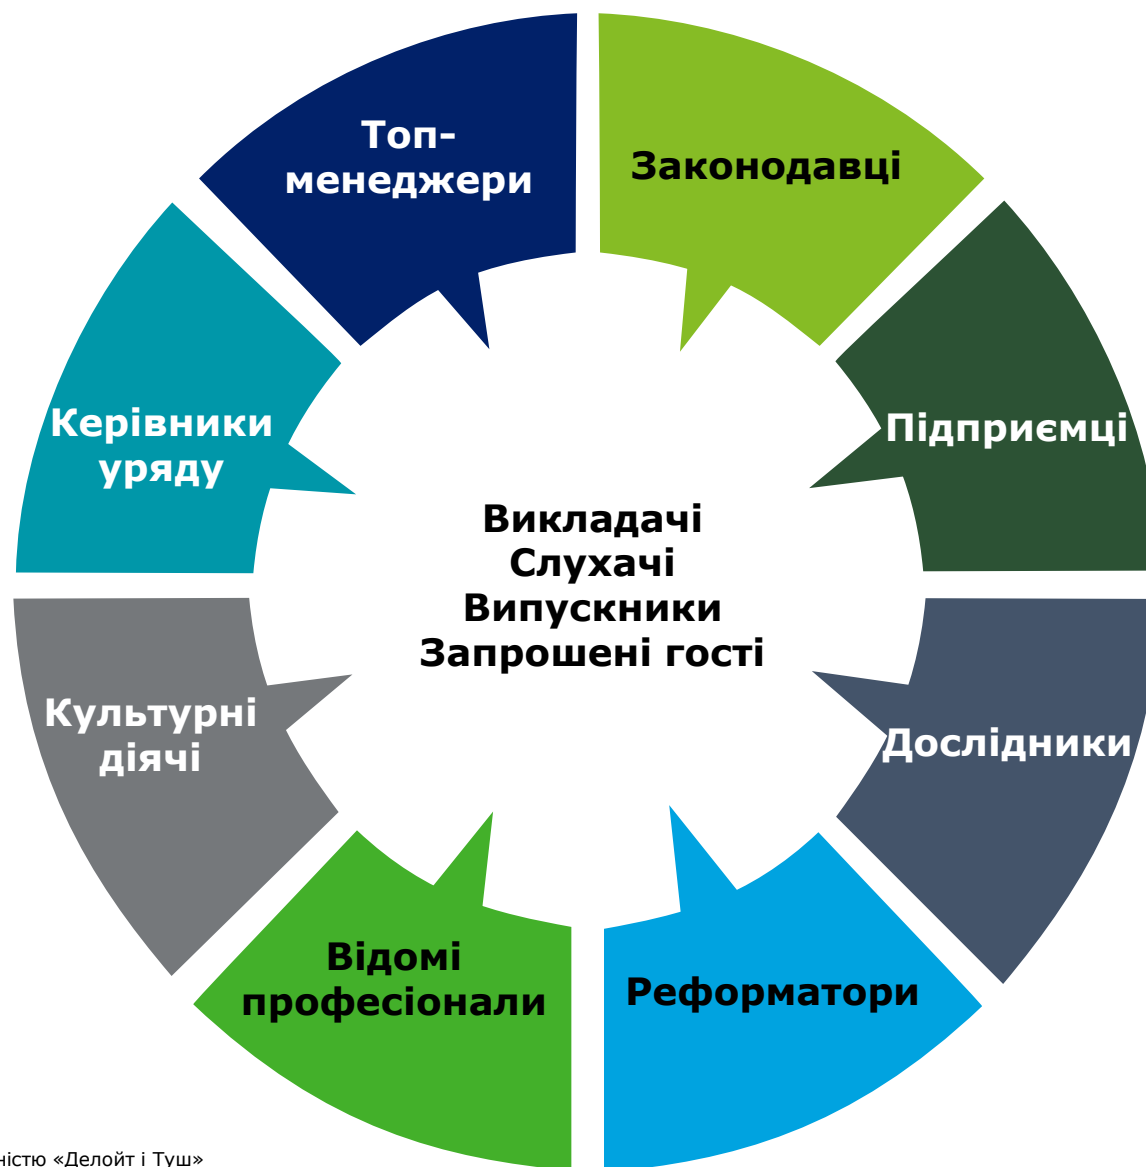 Топ-
менеджери
Законодавці
Керівники
уряду
Підприємці
Викладачі
Слухачі
Випускники
Запрошені гості
Культурні
діячі
Дослідники
Відомі
професіонали
Реформатори
ністю «Делойт і Туш»